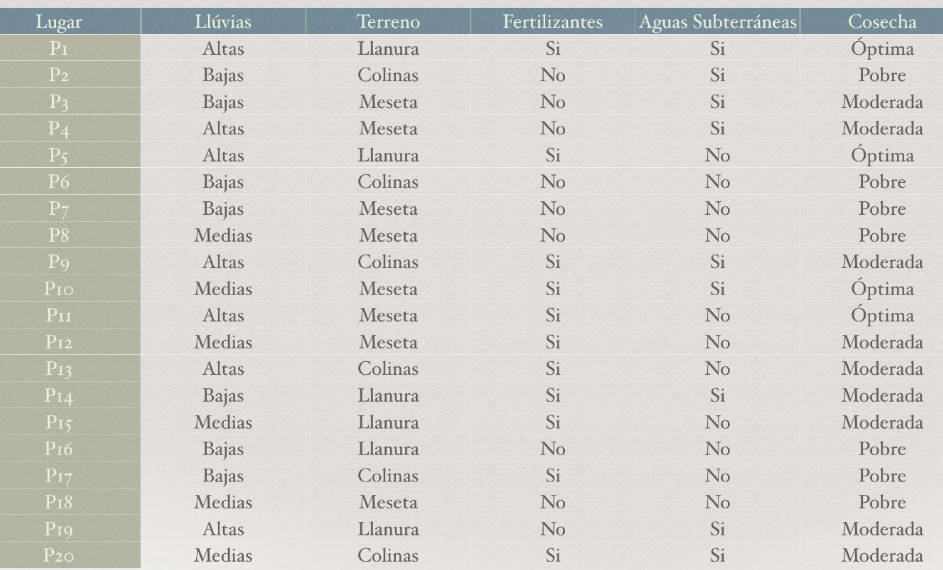 Lugar Llúvias Terreno Fertilizantes Aguas Subterráneas Cosecha
P1 Altas Llanura Si Si Óptima
P2 Bajas Colinas No Si Pobre
P3 Bajas Meseta No Si Moderada
P4 Altas Meseta No Si Moderada
P5 Altas Llanura Si No Óptima
P6 Bajas Colinas No No Pobre
P7 Bajas Meseta No No Pobre
P8 Medias Meseta No No Pobre
P9 Altas Colinas Si Si Moderada
P10 Medias Meseta Si Si Óptima
P11 Altas Meseta Si No Óptima
P12 Medias Meseta Si No Moderada
P13 Altas Colinas Si No Moderada
P14 Bajas Llanura Si Si Moderada
P15 Medias Llanura Si No Moderada
P16 Bajas Llanura No No Pobre
P17 Bajas Colinas Si No Pobre
P18 Medias Meseta No No Pobre
P19 Altas Llanura No Si Moderada
P20 Medias Colinas Si Si Moderada